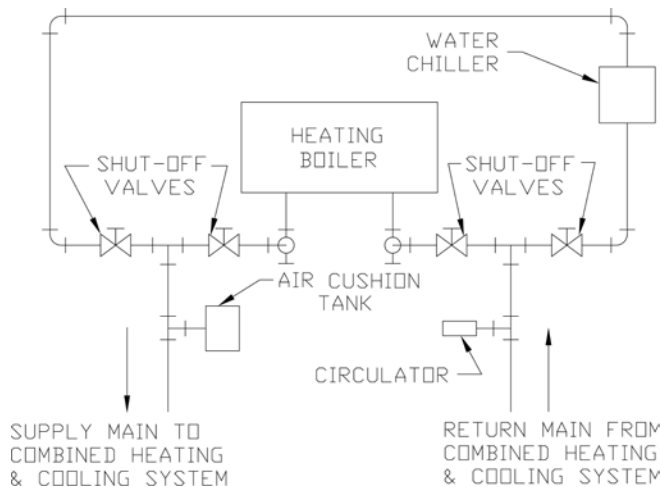 WATER
CHILLER
HEATING
BOILER
SHUT-OFF
VALVES
SHUT-OFF
VALVES
AIR CUSHION
TANK
CIRCULATOR
SUPPLY MAIN TO
COMBINED HEATING
& COOLING SYSTEM
RETURN MAIN FROM
COMBINED HEATING
& COOLING SYSTEM